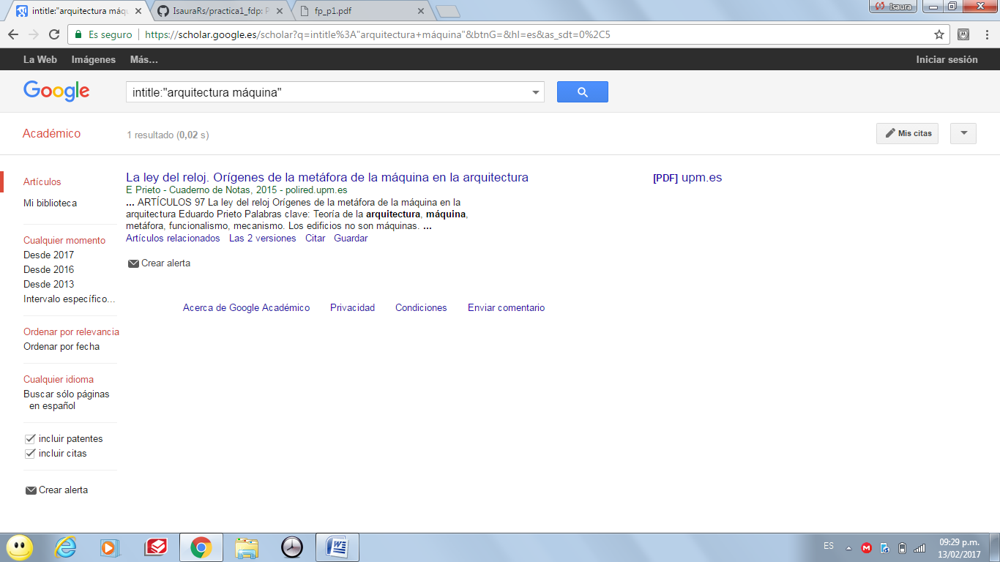 intitle:"arquitectura máqu
IsauraRs/practica1_fdp: P
fp_p1.pdf
Isaura
Es seguro
https://scholar.google.es/scholar?q=intitle%3A"arquitectura+máquina"&btnG=&hl=es&as_sdt=0%2C5
La Web Imágenes Más... Iniciar sesión
Google
intitle:"arquitectura máquina"
Académico
1 resultado (0,02 s)
Mis citas
Artículos
Mi biblioteca
Cualquier momento
Desde 2017
Desde 2016
Desde 2013
Intervalo específico...
Ordenar por relevancia
Ordenar por fecha
Cualquier idioma
Buscar sólo páginas
en español
incluir patentes
incluir citas
Crear alerta
La ley del reloj. Orígenes de la metáfora de la máquina en la arquitectura
E Prieto - Cuaderno de Notas, 2015 - polired.upm.es
... ARTÍCULOS 97 La ley del reloj Orígenes de la metáfora de la máquina en la
arquitectura Eduardo Prieto Palabras clave: Teoría de la arquitectura, máquina,
metáfora, funcionalismo, mecanismo. Los edificios no son máquinas. ...
Artículos relacionados Las 2 versiones Citar Guardar
[PDF] upm.es
Crear alerta
Acerca de Google Académico Privacidad Condiciones Enviar comentario
ES
09:29 p.m.
13/02/2017